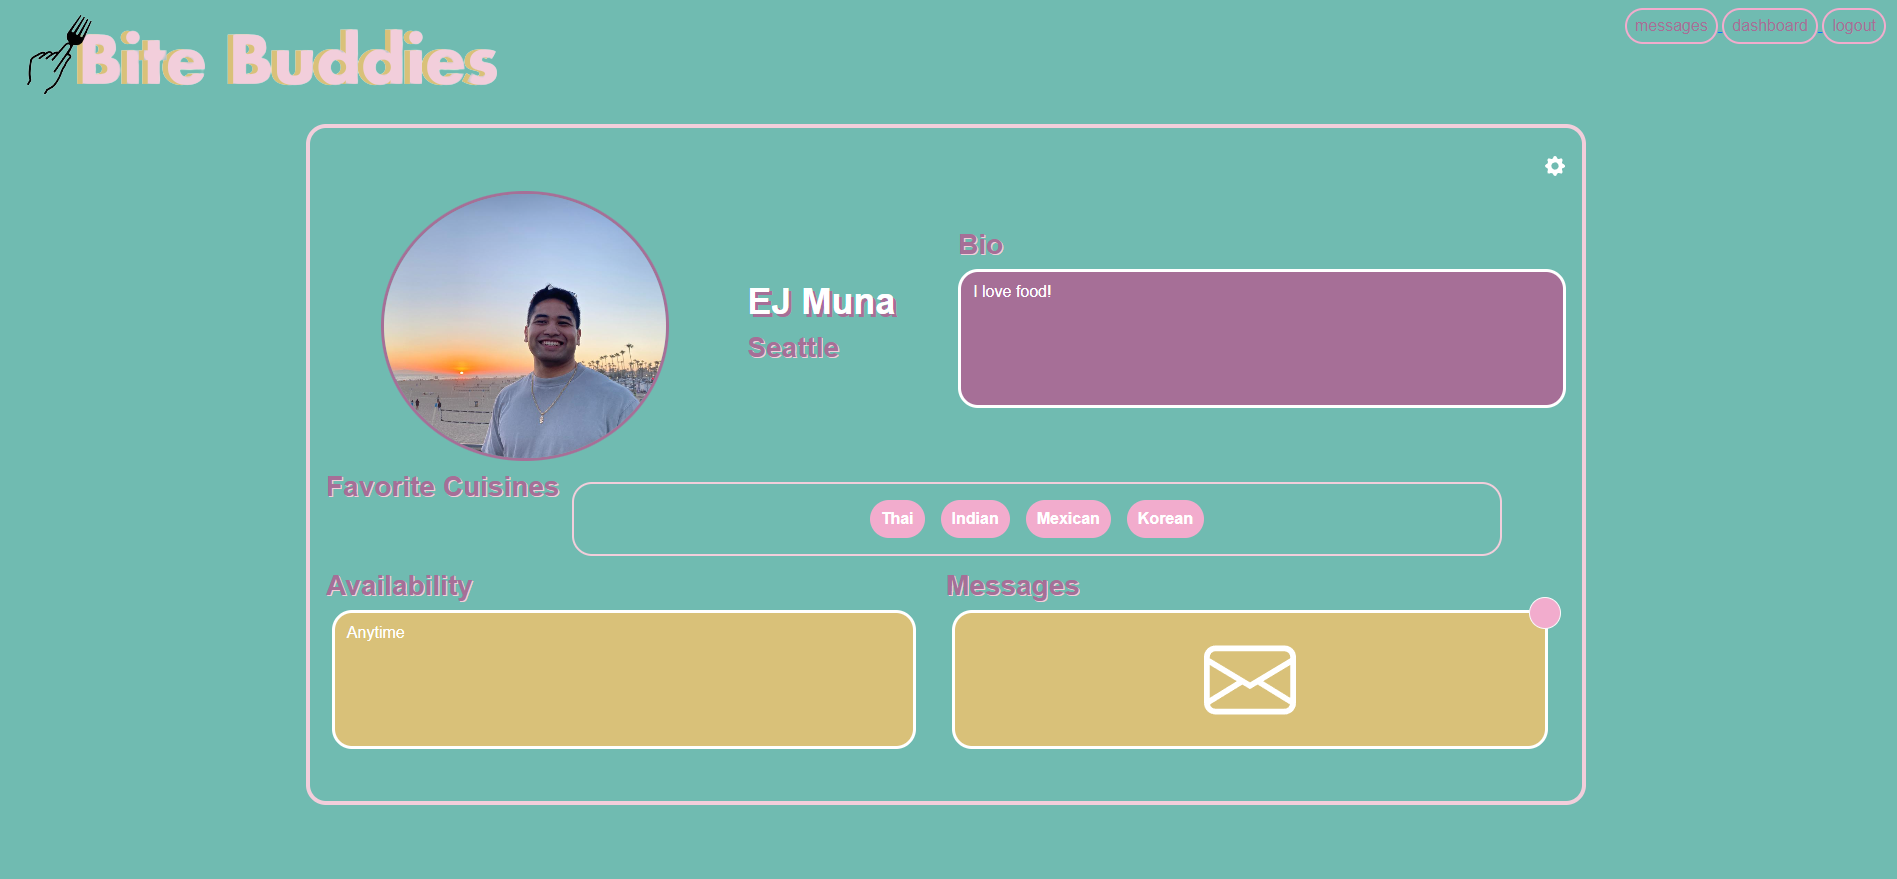 Bite Buddies
messages dashboard logout
Bio
I love food!
EJ Muna
Seattle
Favorite Cuisines
Thai Indian Mexican Korean
Availability
Anytime
Messages